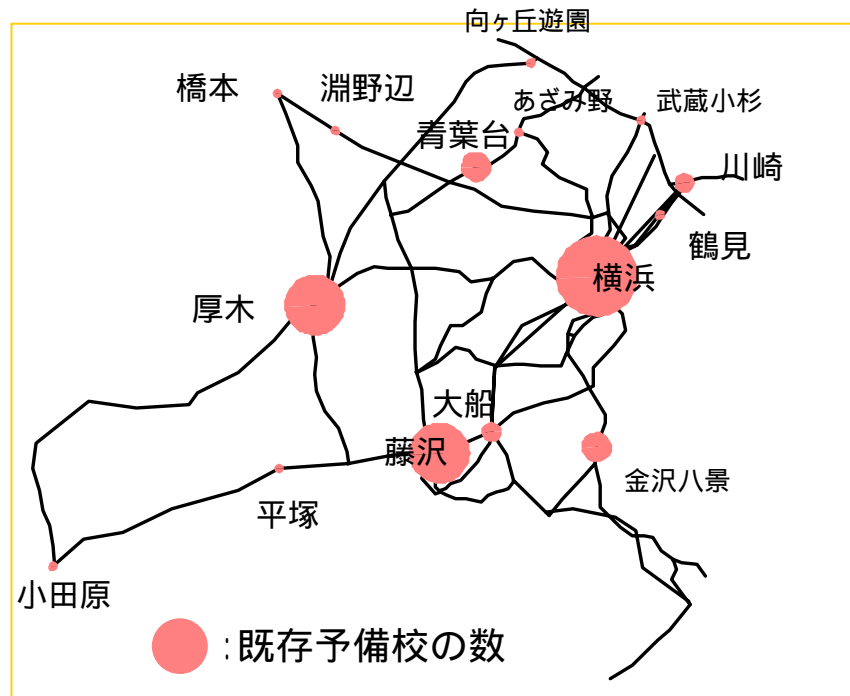 向ヶ丘遊園
橋本
淵野辺
あざみ野
武蔵小杉
青葉台
川崎
鶴見
横浜
厚木
大船
藤沢
金沢八景
平塚
小田原
:既存予備校の数